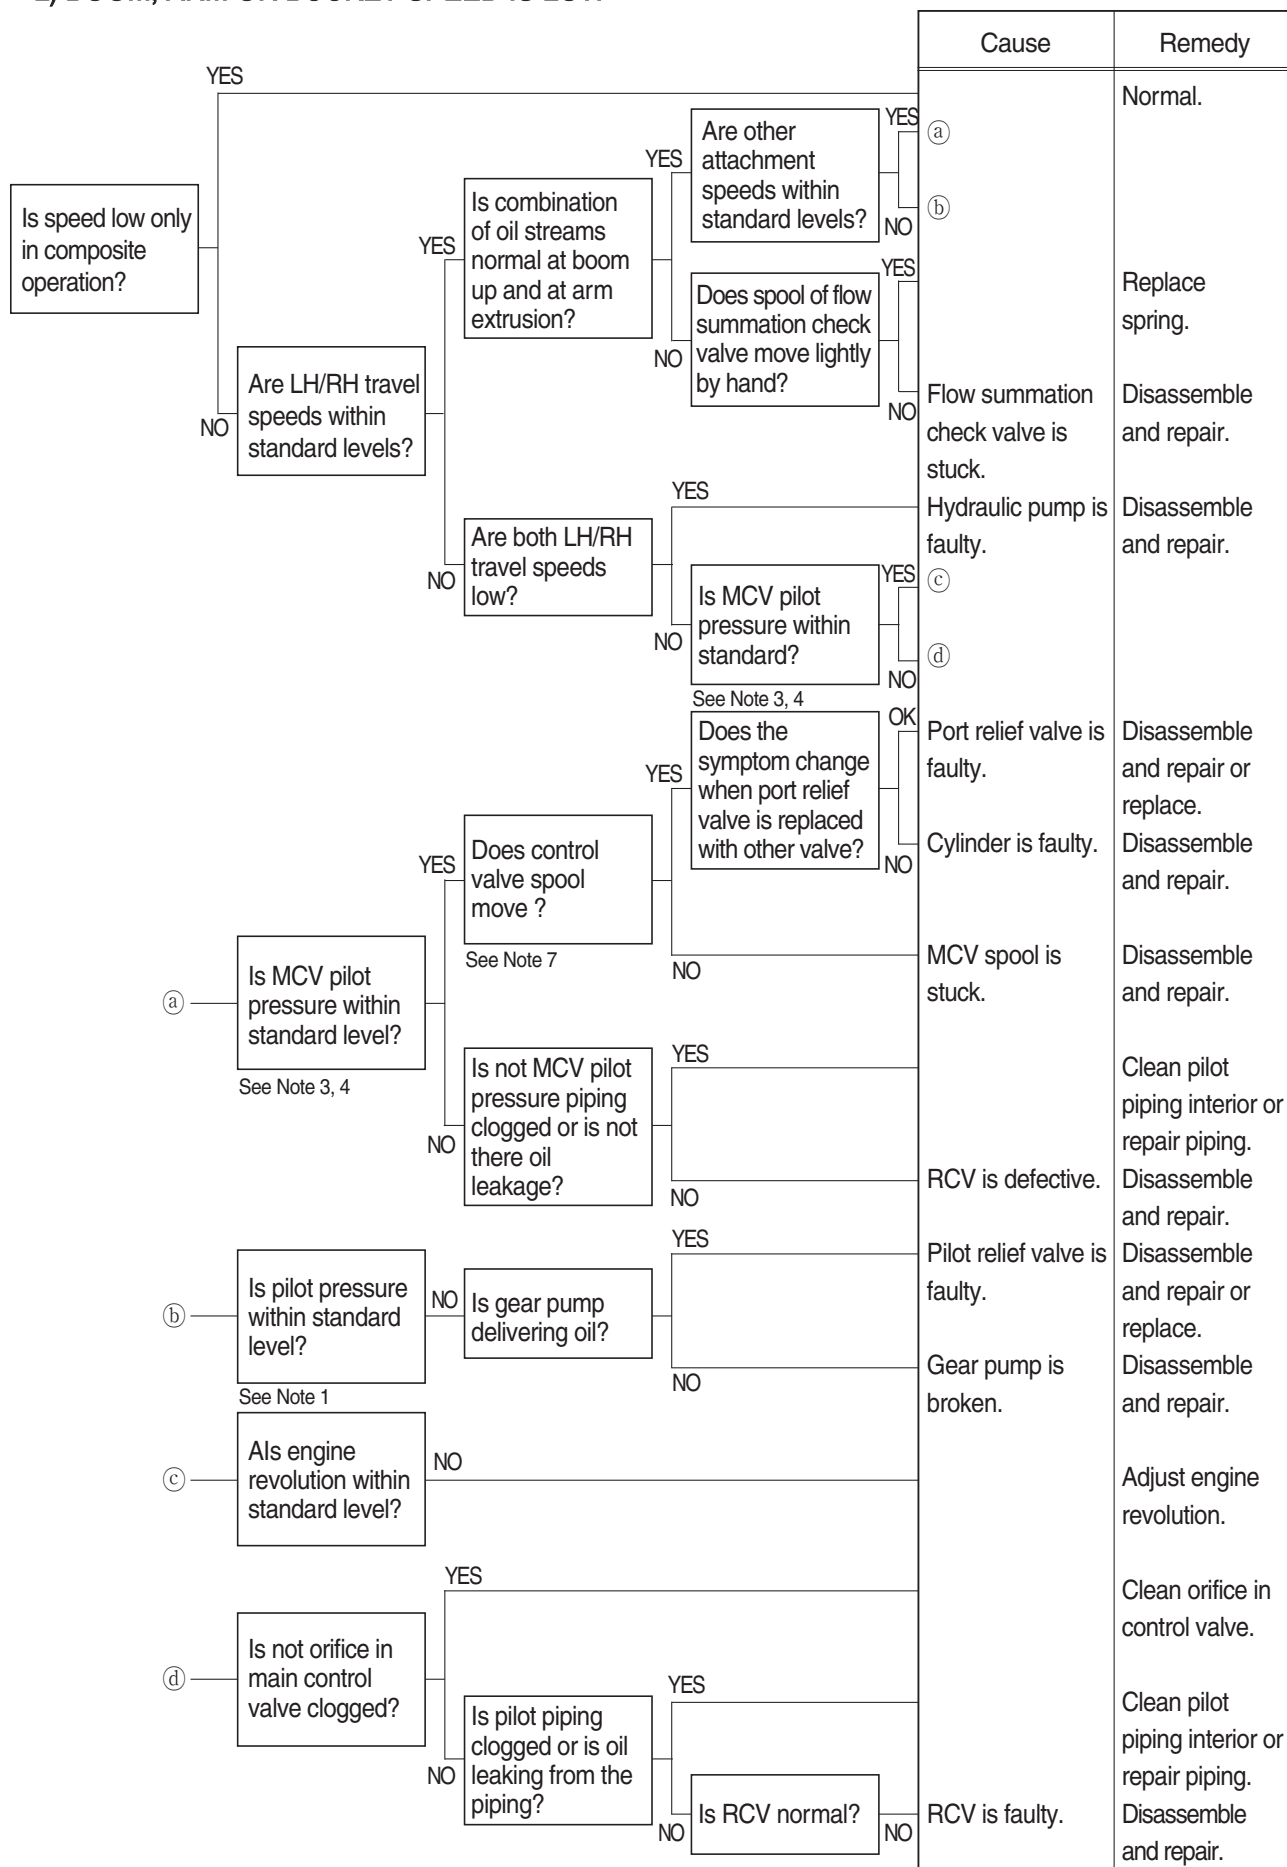 Cause
Remedy
YES
Normal.
Is speed low only
in composite
operation?
NO
Are LH/RH travel
speeds within
standard levels?
YES
Is combination
of oil streams
normal at boom
up and at arm
extrusion?
YES
Are other
attachment
speeds within
standard levels?
YES
ⓐ
ⓑ
NO
NO
Does spool of flow
summation check
valve move lightly
by hand?
YES
Replace
spring.
NO
Flow summation
check valve is
stuck.
Disassemble
and repair.
NO
Are both LH/RH
travel speeds
low?
YES
Hydraulic pump is
faulty.
Disassemble
and repair.
NO
Is MCV pilot
pressure within
standard?
See Note 3, 4
YES
ⓒ
ⓓ
NO
ⓐ
Is MCV pilot
pressure within
standard level?
See Note 3, 4
YES
Does control
valve spool
move ?
See Note 7
YES
Does the
symptom change
when port relief
valve is replaced
with other valve?
OK
Port relief valve is
faulty.
Disassemble
and repair or
replace.
NO
Cylinder is faulty.
Disassemble
and repair.
NO
MCV spool is
stuck.
Disassemble
and repair.
NO
Is not MCV pilot
pressure piping
clogged or is not
there oil
leakage?
YES
Clean pilot
piping interior or
repair piping.
NO
RCV is defective.
Disassemble
and repair.
ⓑ
Is pilot pressure
within standard
level?
See Note 1
NO
Is gear pump
delivering oil?
YES
Pilot relief valve is
faulty.
Disassemble
and repair or
replace.
NO
Gear pump is
broken.
Disassemble
and repair.
ⓒ
AIs engine
revolution within
standard level?
NO
Adjust engine
revolution.
ⓓ
Is not orifice in
main control
valve clogged?
YES
Clean orifice in
control valve.
NO
Is pilot piping
clogged or is oil
leaking from the
piping?
YES
Clean pilot
piping interior or
repair piping.
NO
Is RCV normal?
NO
RCV is faulty.
Disassemble
and repair.